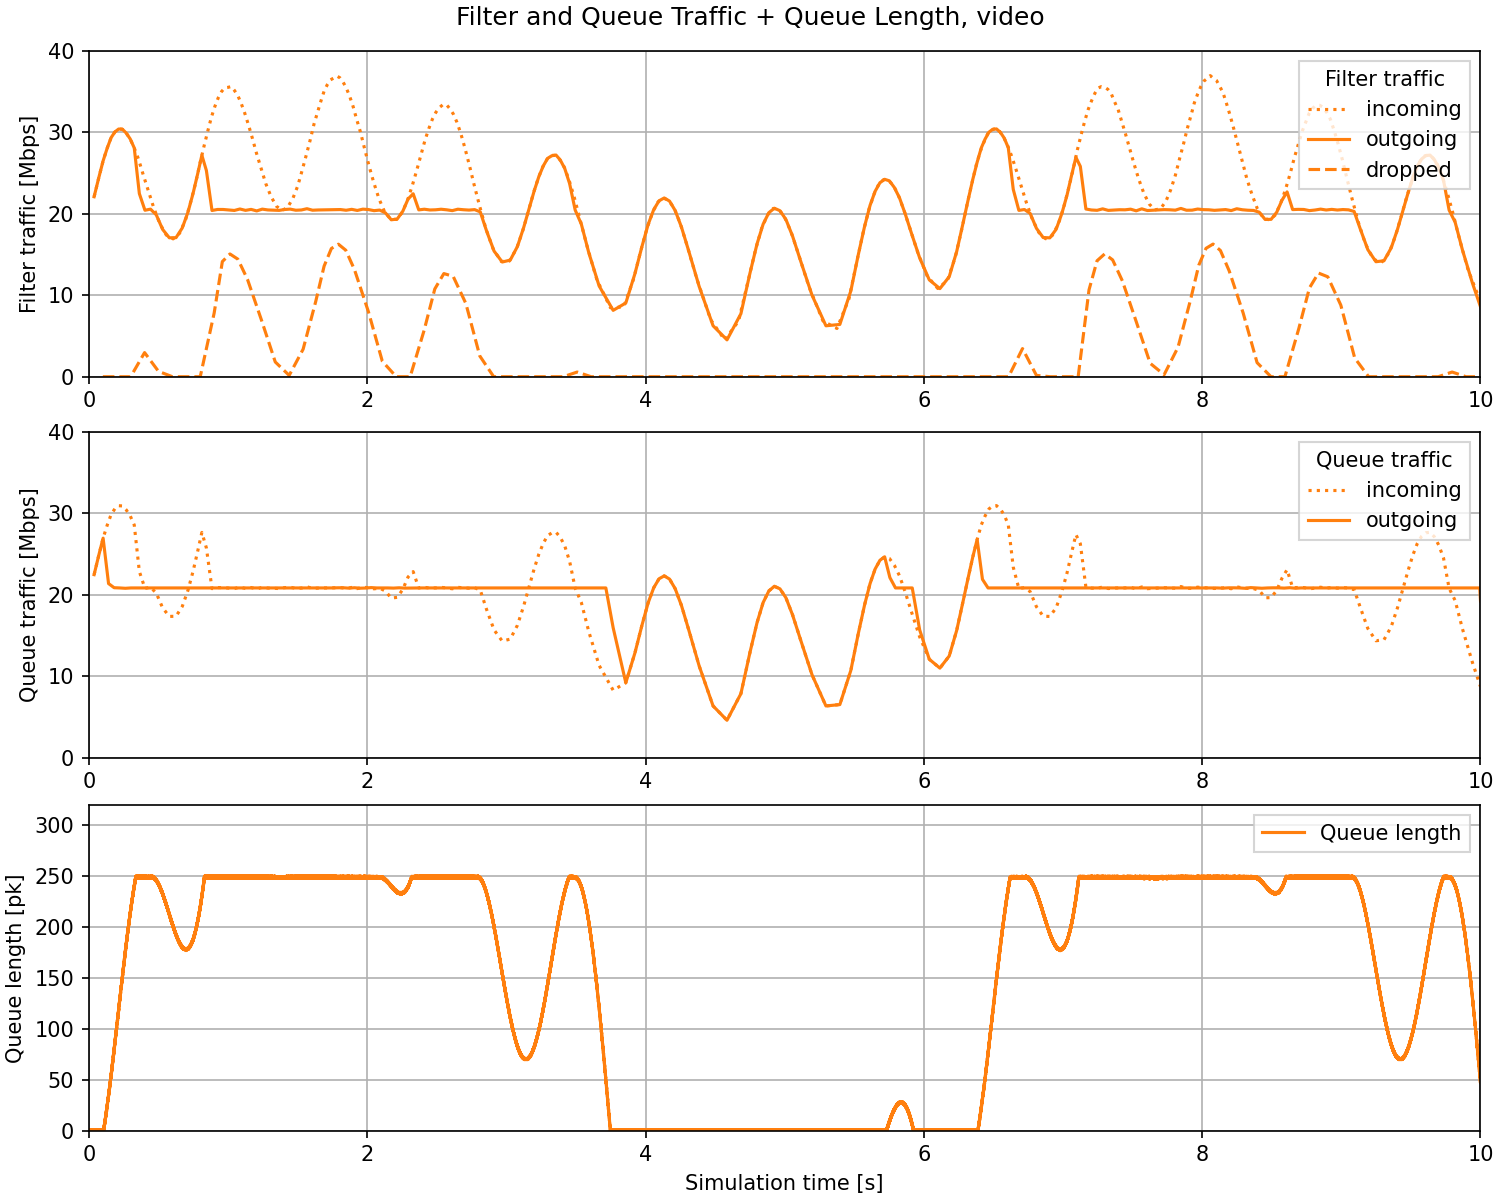 Filter and Queue Traffic + Queue Length, video
Filter traffic [Mbps]
40
30
20
10
0
0 2 4 6 8 10
Filter traffic
incoming
outgoing
dropped
Queue traffic [Mbps]
40
30
20
10
0
0 2 4 6 8 10
Queue traffic
incoming
outgoing
Queue length [pk]
300
250
200
150
100
50
0
0 2 4 6 8 10
Queue length
Simulation time [s]